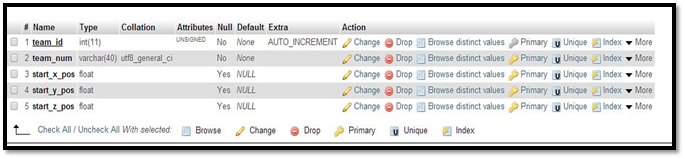 # Name Type Collation Attributes Null Default Extra Action
1 team_id int(11) UNSIGNED No None AUTO_INCREMENT Change Drop Browse distinct values Primary Unique Index More
2 team_num varchar(40) utf8_general_ci No None Change Drop Browse distinct values Primary Unique Index More
3 start_x_pos float Yes NULL Change Drop Browse distinct values Primary Unique Index More
4 start_y_pos float Yes NULL Change Drop Browse distinct values Primary Unique Index More
5 start_z_pos float Yes NULL Change Drop Browse distinct values Primary Unique Index More
Check All / Uncheck All With selected: Browse Change Drop Primary Unique Index